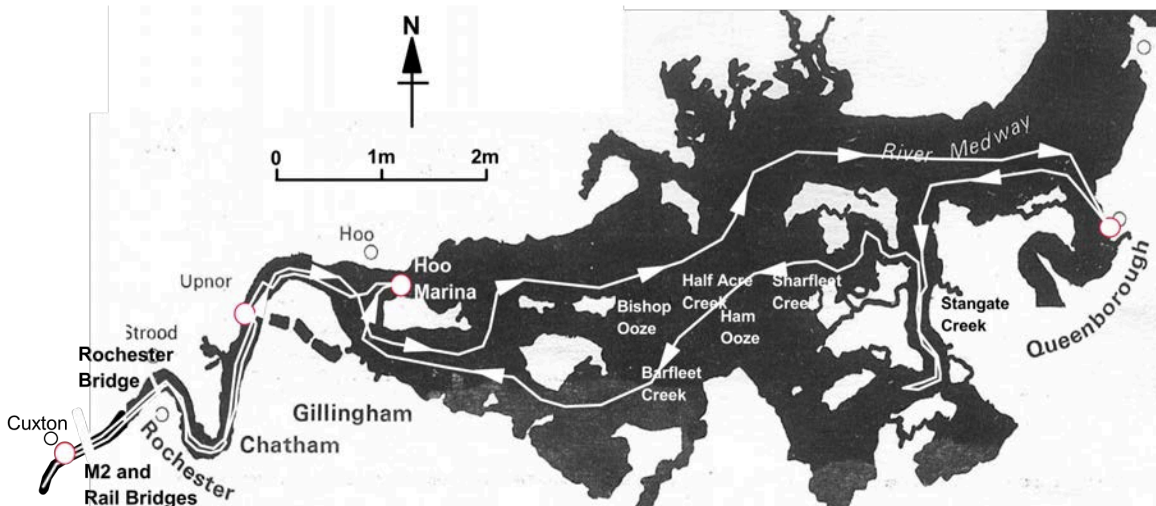 N
0
1m
2m
River Medway
Hoo
Hoo
Marina
Upnor
Half Acre
Creek
Sharfleet
Creek
Bishop
Ooze
Ham
Ooze
Stangate
Creek
Queenborough
Strood
Rochester
Bridge
Barfleet
Creek
Gillingham
Cuxton
Chatham
Rochester
M2 and
Rail Bridges